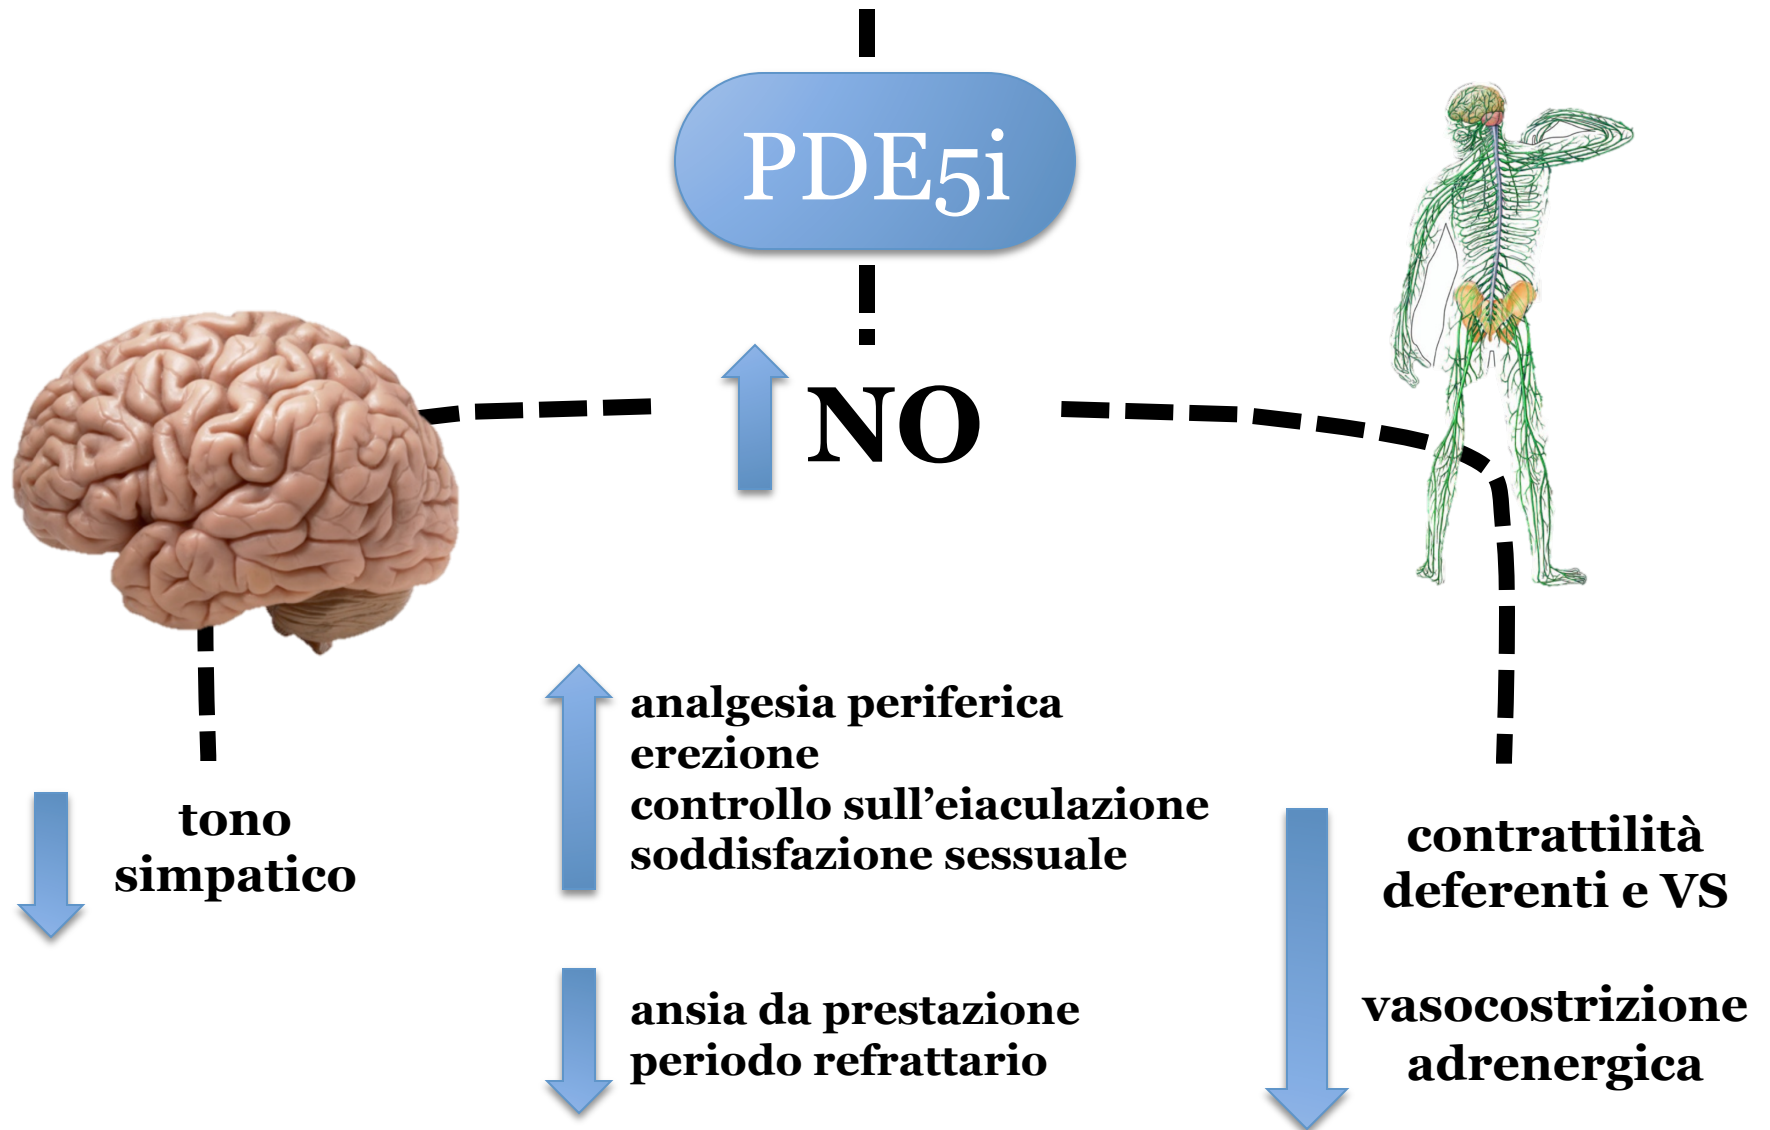 PDE5i
NO
tono
simpatico
analgesia periferica
erezione
controllo sull’eiaculazione
soddisfazione sessuale
ansia da prestazione
periodo refrattario
contrattilità
deferenti e VS
vasocostrizione
adrenergica